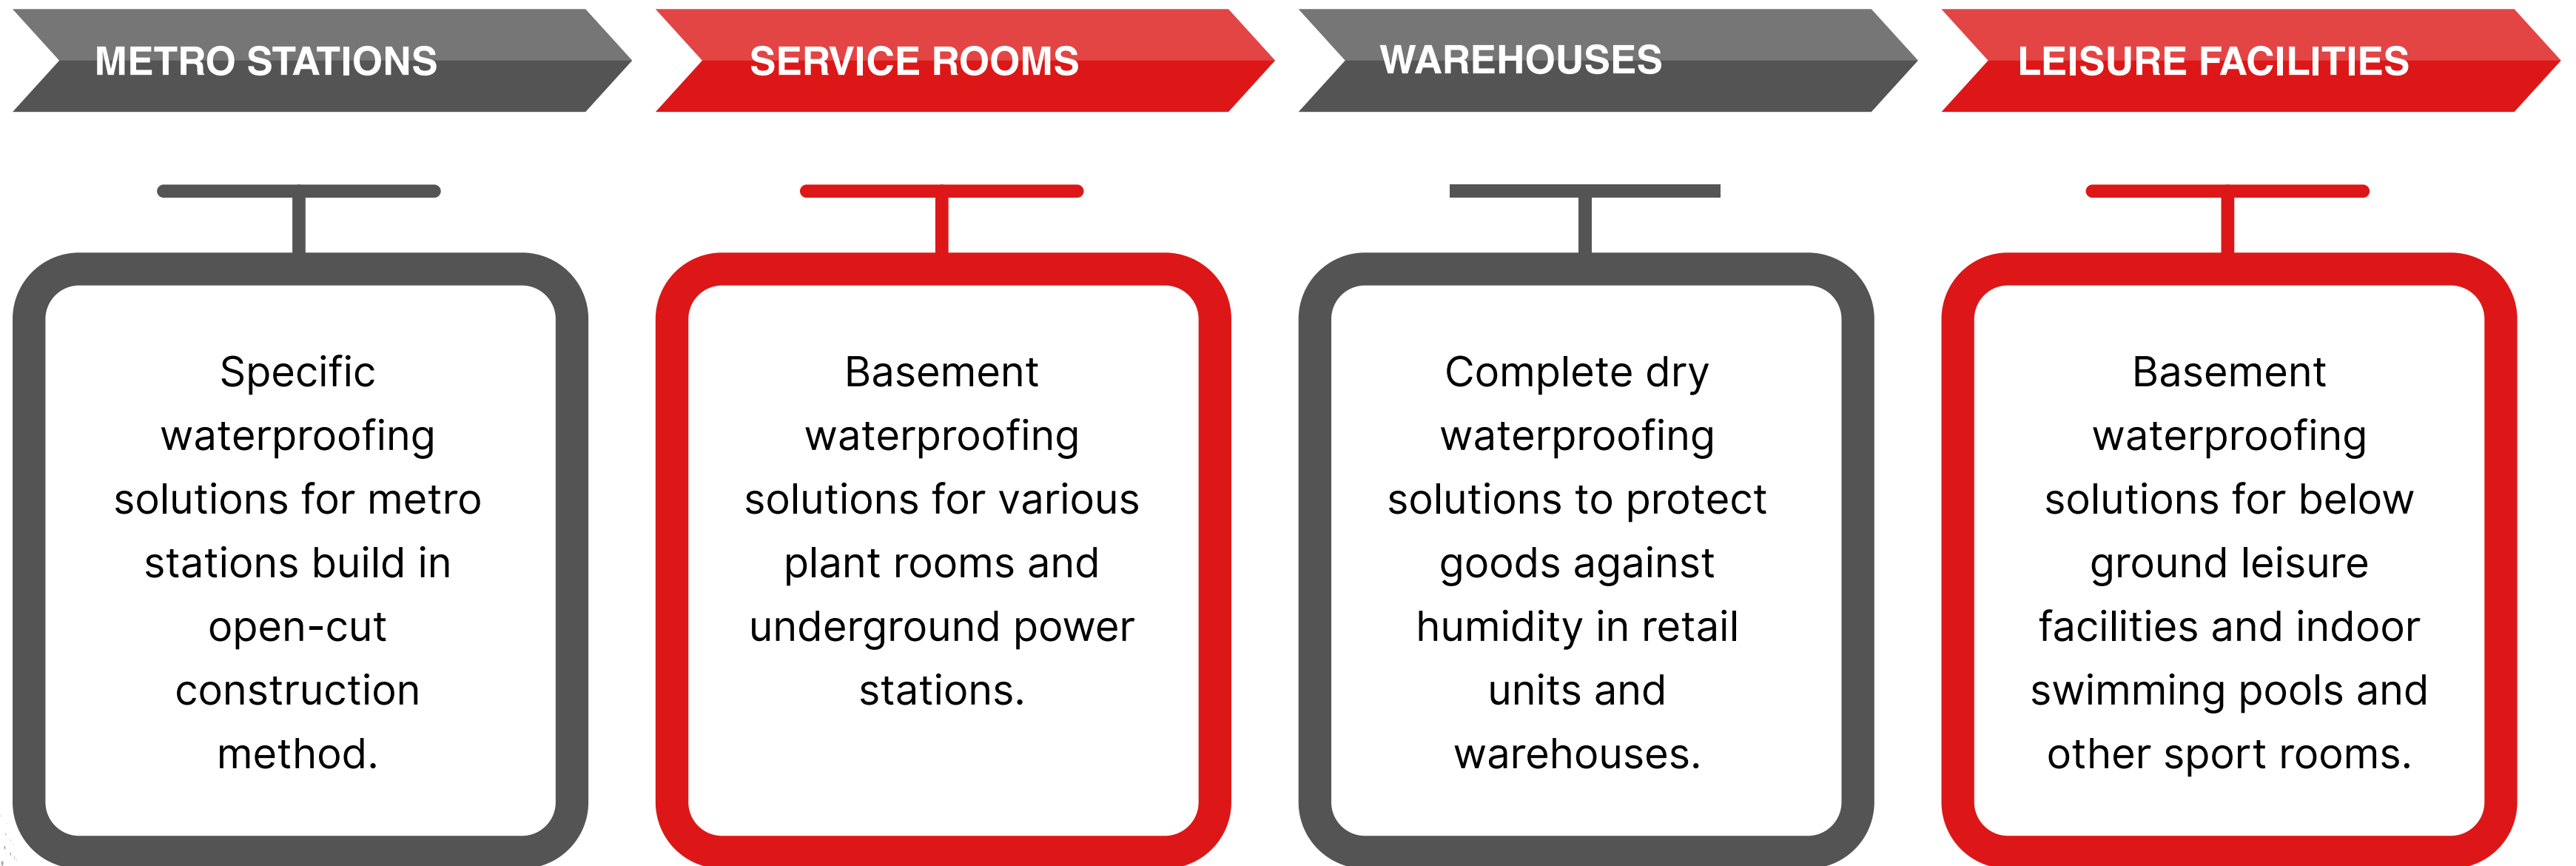 METRO STATIONS
SERVICE ROOMS
WAREHOUSES
LEISURE FACILITIES
Specific
waterproofing
solutions for metro
stations build in
open-cut
construction
method.
Basement
waterproofing
solutions for various
plant rooms and
underground power
stations.
Complete dry
waterproofing
solutions to protect
goods against
humidity in retail
units and
warehouses.
Basement
waterproofing
solutions for below
ground leisure
facilities and indoor
swimming pools and
other sport rooms.